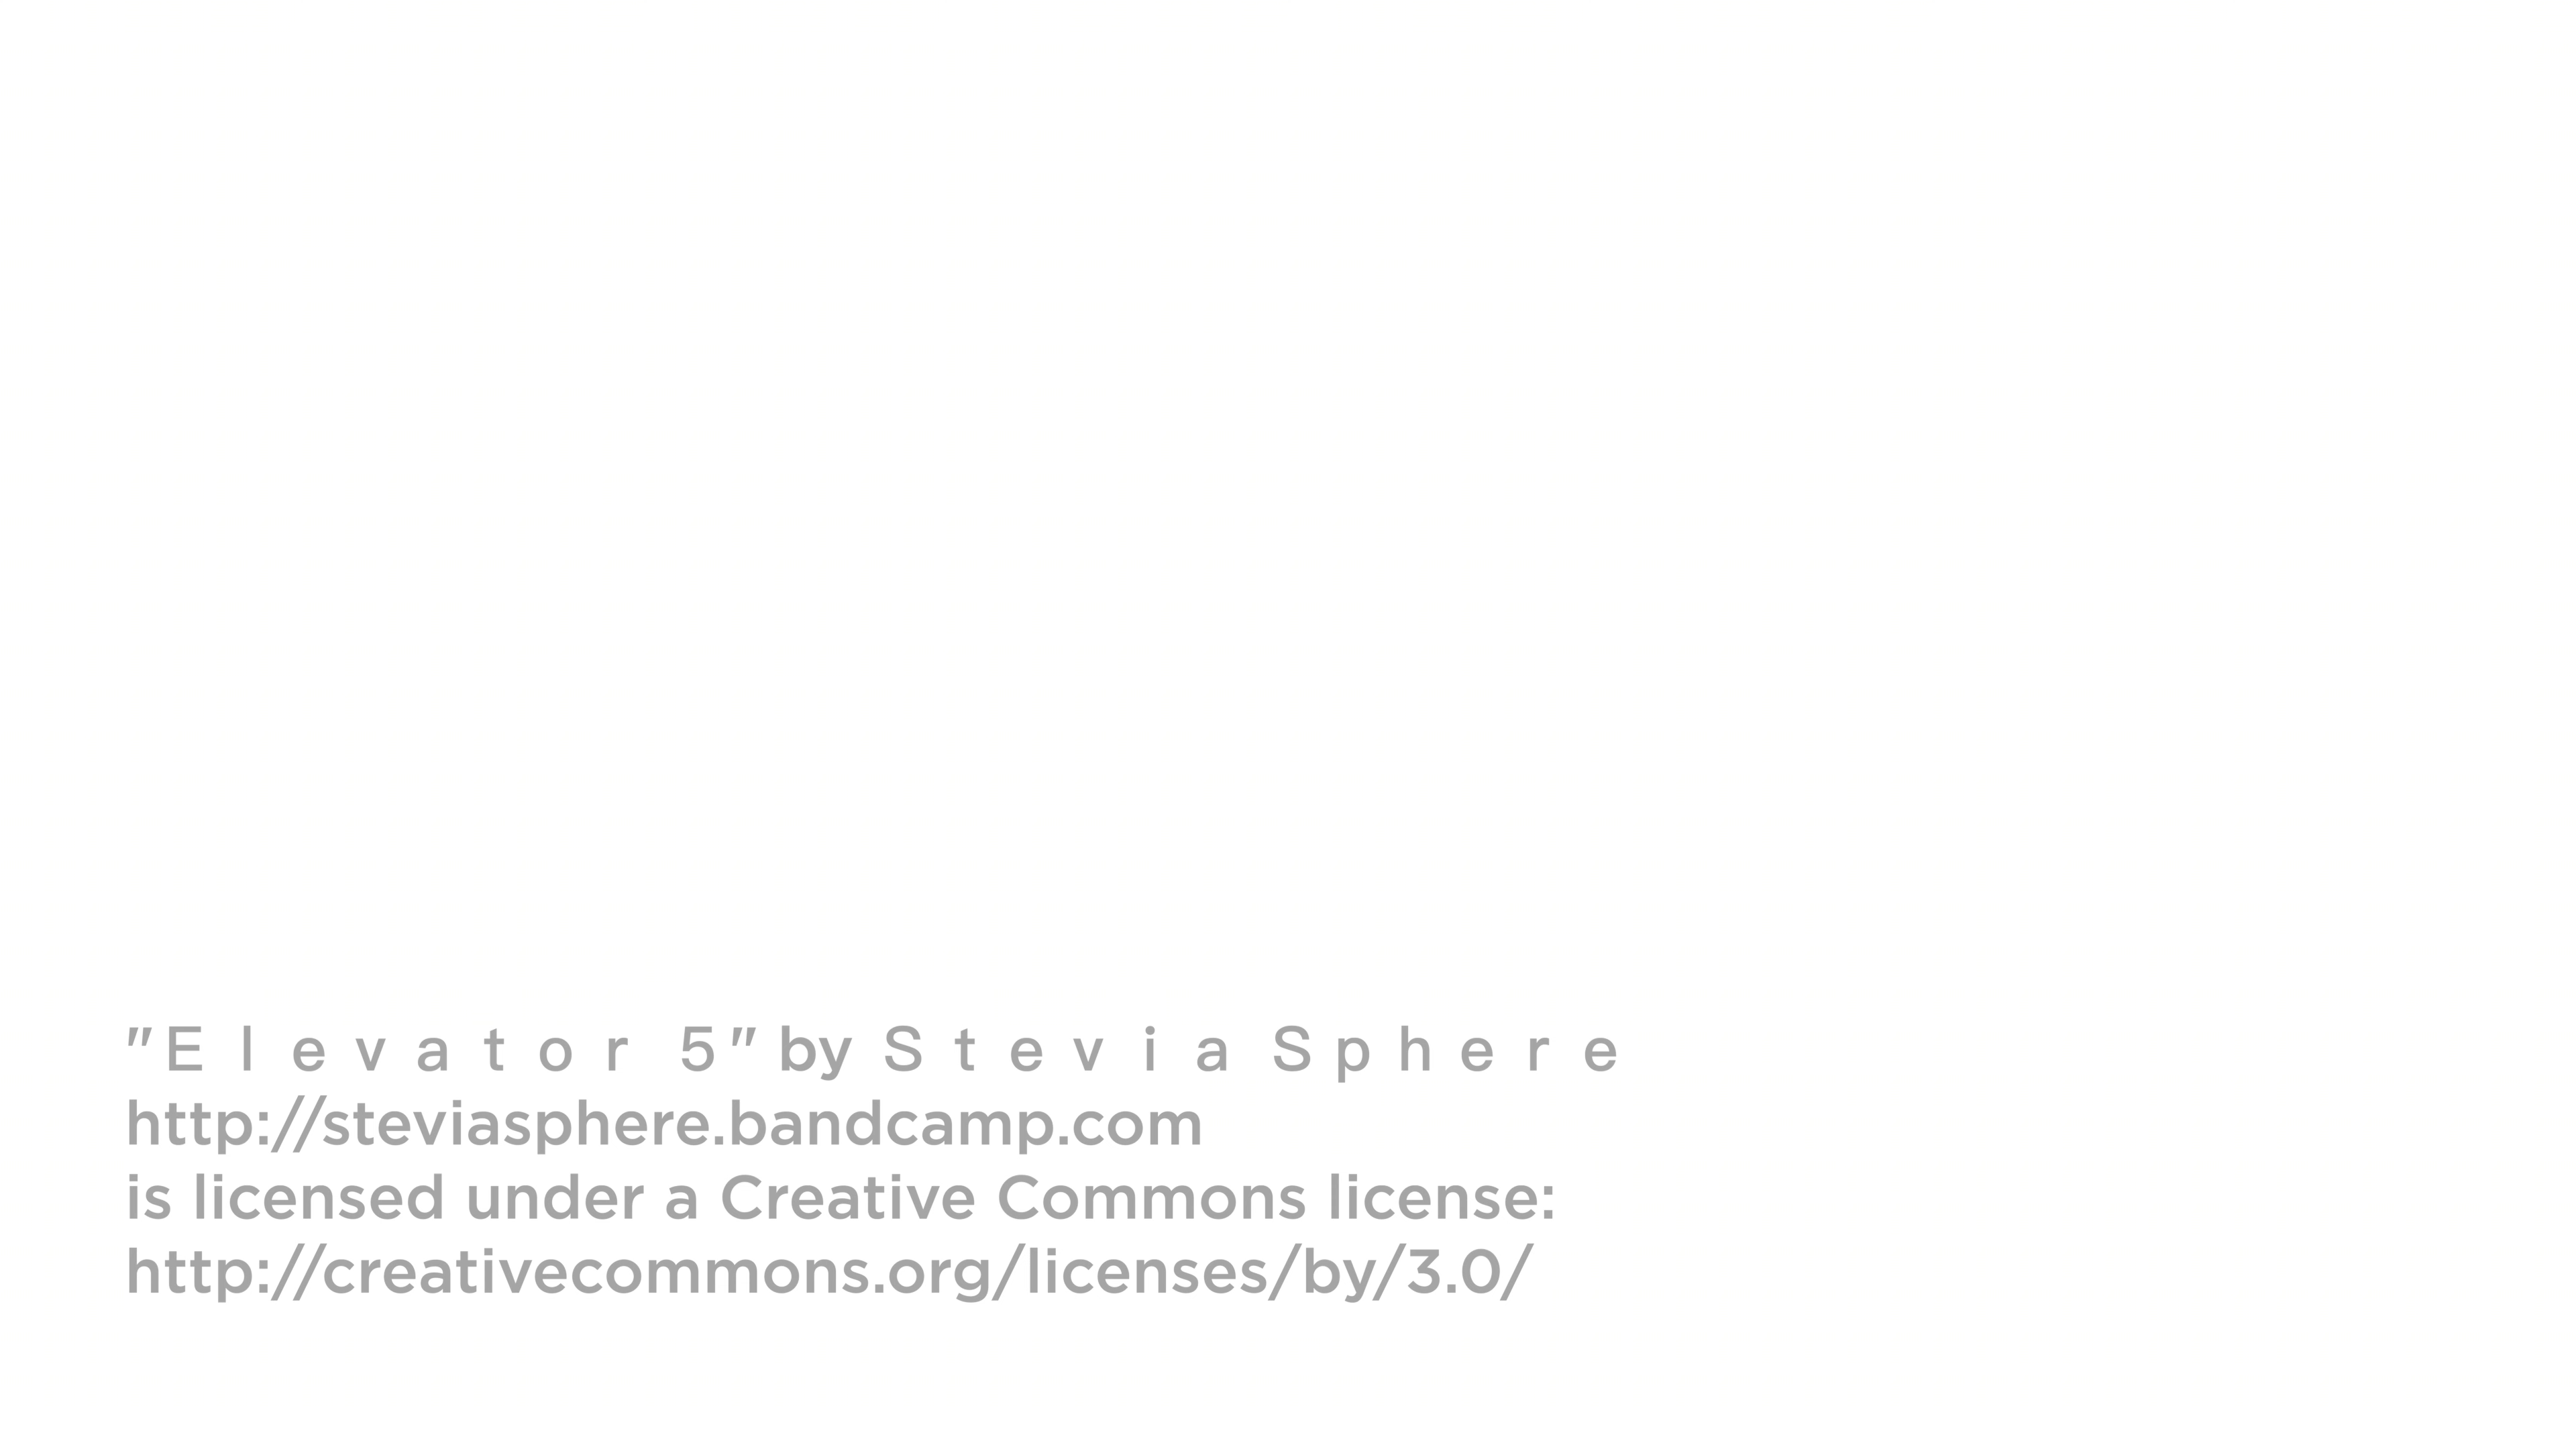 "Ｅｌｅｖａｔｏｒ ５" by Ｓｔｅｖｉａ Ｓｐｈｅｒｅ
http://steviasphere.bandcamp.com
is licensed under a Creative Commons license:
http://creativecommons.org/licenses/by/3.0/